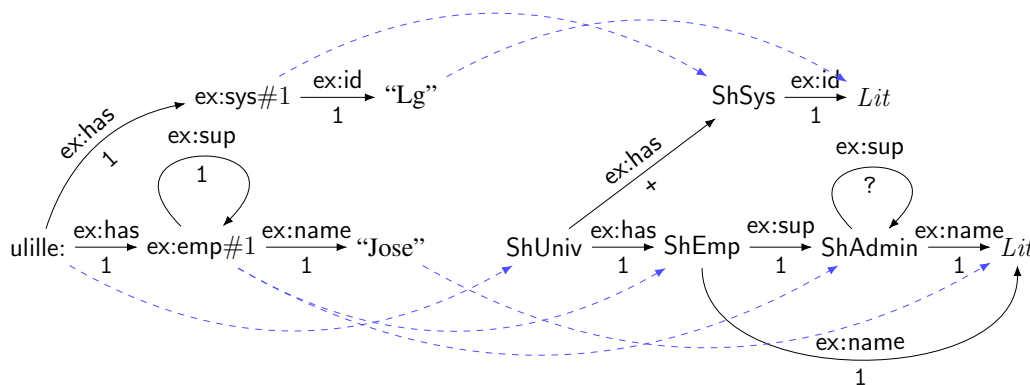 ex:sys#1 ex:id 1 “Lg” ShSys ex:id 1 Lit
ex:has 1 ex:sup 1 ex:has + ex:sup ?
ulille: ex:has 1 ex:emp#1 ex:name 1 “Jose” ShUniv ex:has 1 ShEmp ex:sup 1 ShAdmin ex:name 1 Lit
ex:name 1